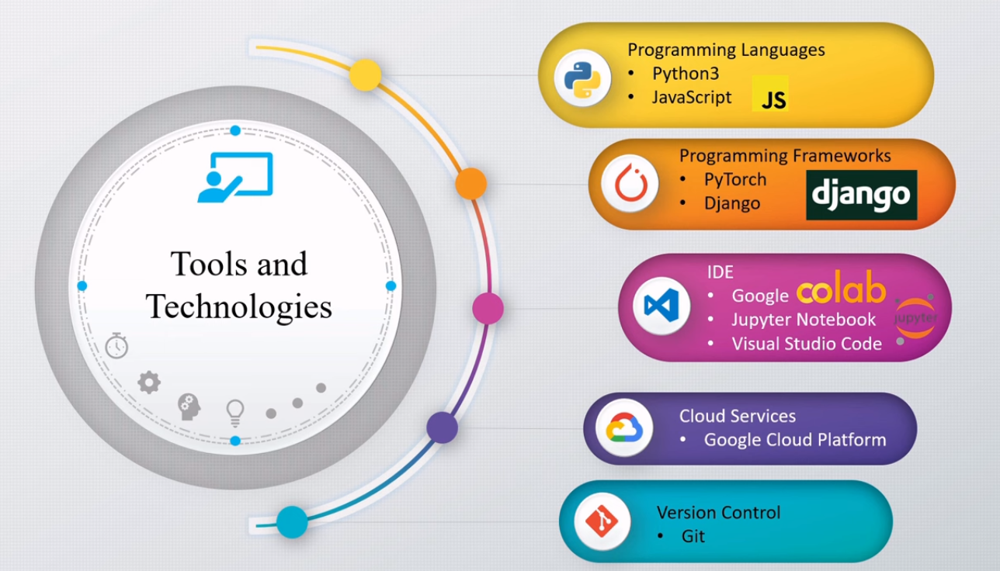 Tools and
Technologies
Programming Languages
• Python3
• JavaScript
JS
Programming Frameworks
• PyTorch
• Django
django
IDE
• Google colab
• Jupyter Notebook
jupyter
• Visual Studio Code
Cloud Services
• Google Cloud Platform
Version Control
• Git